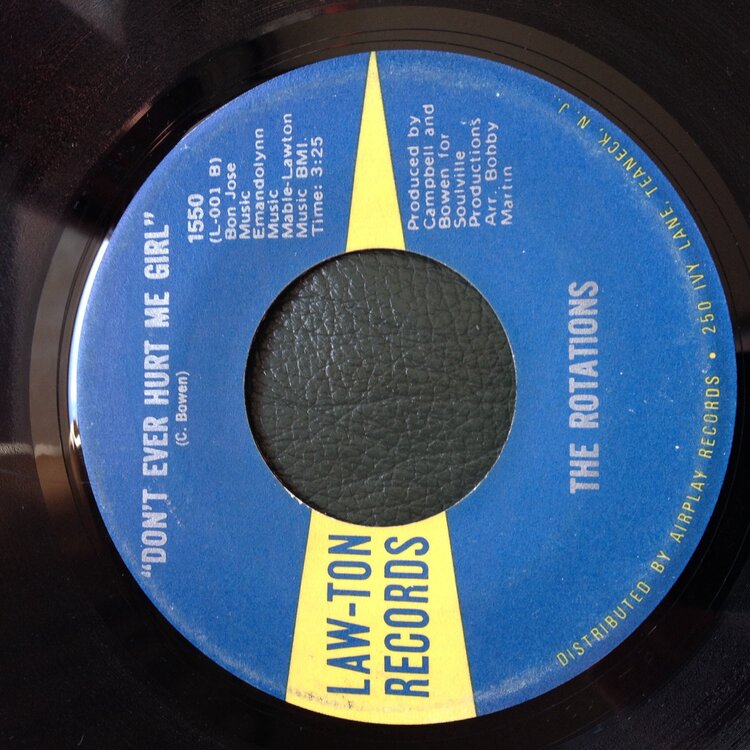 "DON'T EVER HURT ME GIRL"
(C. Bowen)
LAW-TON
RECORDS
1550
(L-001 B)
Bon Jose
Music
Emandolynn
Music
Mable-Lawton
Music BMI.
Time: 3:25
Produced by
Campbell and
Bowen for
Soulville
Productions
Arr. Bobby
Martin
THE ROTATIONS
DISTRIBUTED BY AIRPLAY RECORDS • 250 IVY LANE, TEANECK, N. J.